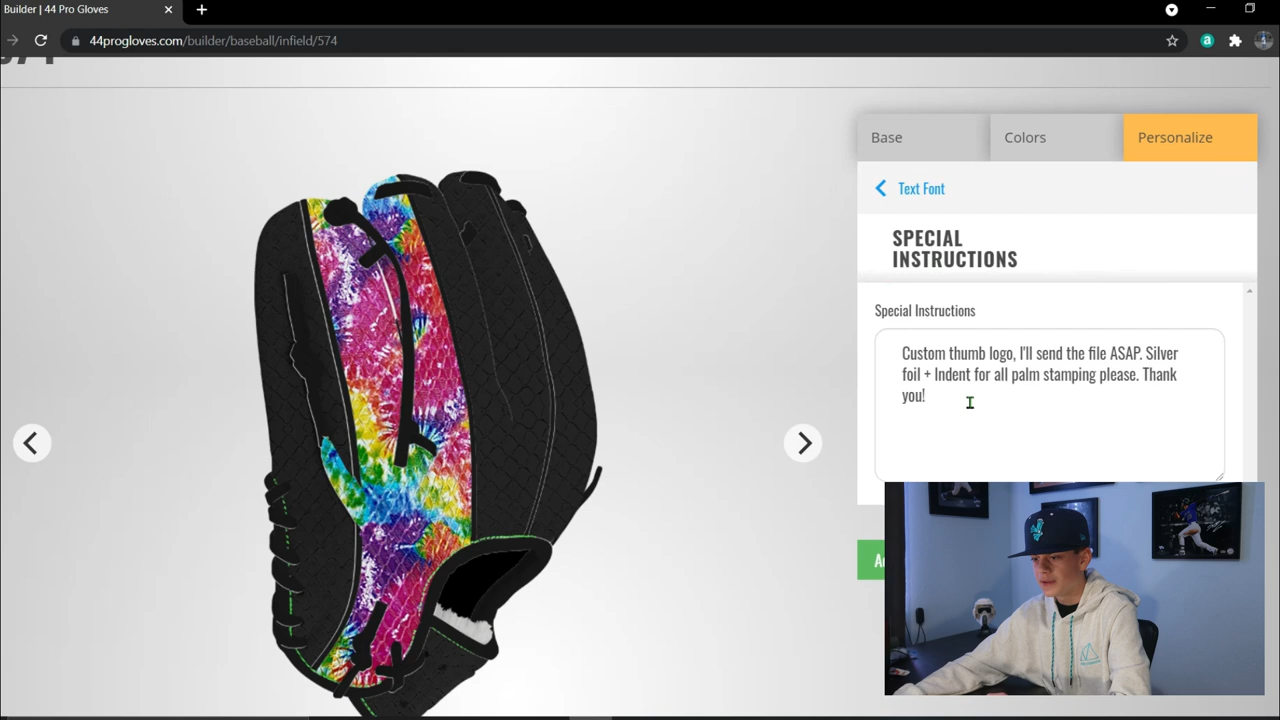 Builder | 44 Pro Gloves
44progloves.com/builder/baseball/infield/574
Base
Colors
Personalize
Text Font
SPECIAL
INSTRUCTIONS
Special Instructions
Custom thumb logo, I'll send the file ASAP. Silver
foil + Indent for all palm stamping please. Thank
you!